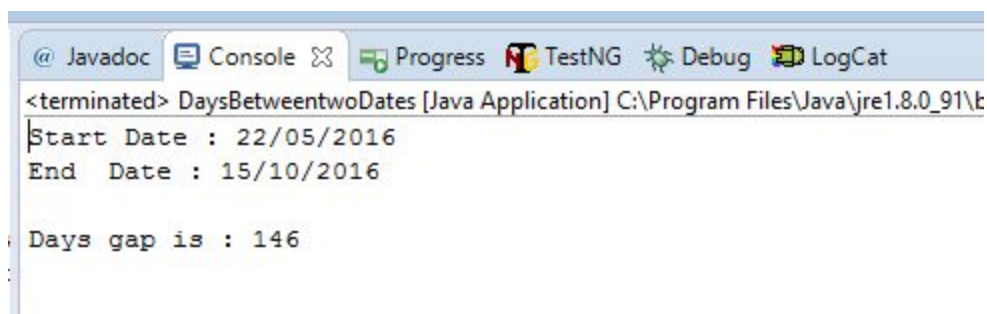 @ Javadoc Console Progress TestNG Debug LogCat
<terminated> DaysBetweentwoDates [Java Application] C:\Program Files\Java\jre1.8.0_91\b
Start Date : 22/05/2016
End  Date : 15/10/2016
Days gap is : 146